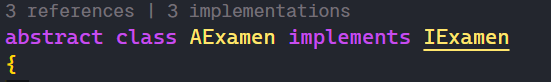 3 references | 3 implementations
abstract class AExamen implements IExamen
{